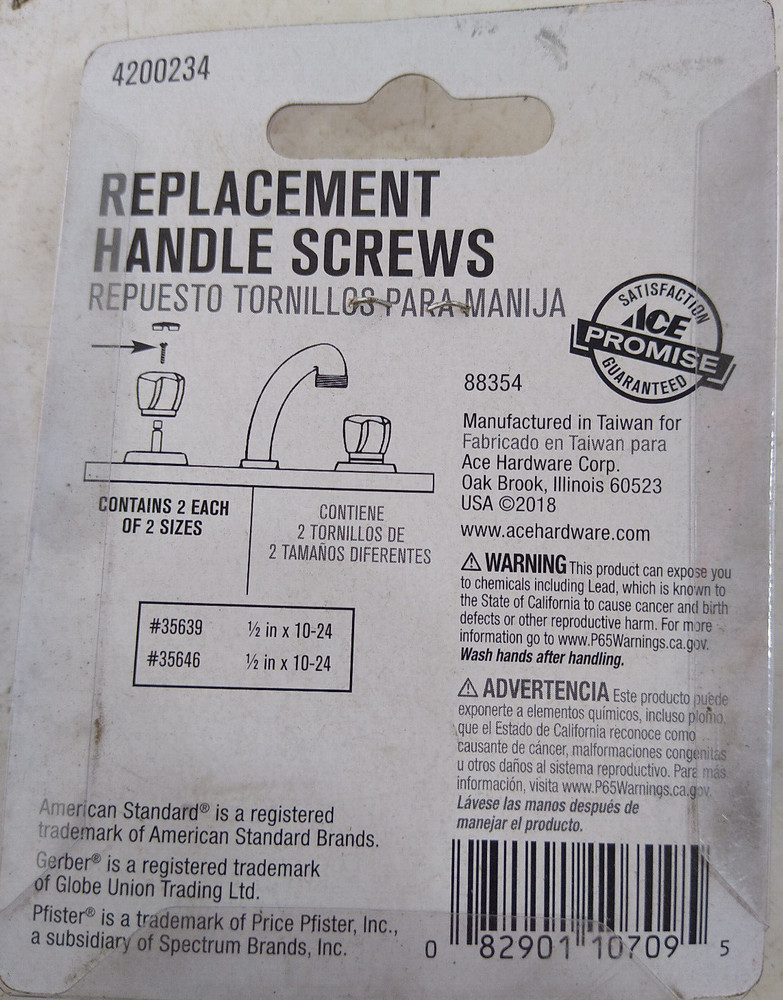 4200234
REPLACEMENT
HANDLE SCREWS
REPUESTO TORNILLOS PARA MANIJA
SATISFACTION
ACE
PROMISE
GUARANTEED
88354
Manufactured in Taiwan for
Fabricado en Taiwan para
Ace Hardware Corp.
Oak Brook, Illinois 60523
USA ©2018
www.acehardware.com
CONTAINS 2 EACH
OF 2 SIZES
CONTIENE
2 TORNILLOS DE
2 TAMAÑOS DIFERENTES
#35639 ½ in x 10-24
#35646 ½ in x 10-24
⚠ WARNING This product can expose you
to chemicals including Lead, which is known to
the State of California to cause cancer and birth
defects or other reproductive harm. For more
information go to www.P65Warnings.ca.gov.
Wash hands after handling.
⚠ ADVERTENCIA Este producto puede
exponerte a elementos químicos, incluso plomo,
que el Estado de California reconoce como
causante de cáncer, malformaciones congenitas
u otros daños al sistema reproductivo. Para más
información, visita www.P65Warnings.ca.gov.
Lávese las manos después de
manejar el producto.
American Standard® is a registered
trademark of American Standard Brands.
Gerber® is a registered trademark
of Globe Union Trading Ltd.
Pfister® is a trademark of Price Pfister, Inc.,
a subsidiary of Spectrum Brands, Inc.
0 82901 10709 5